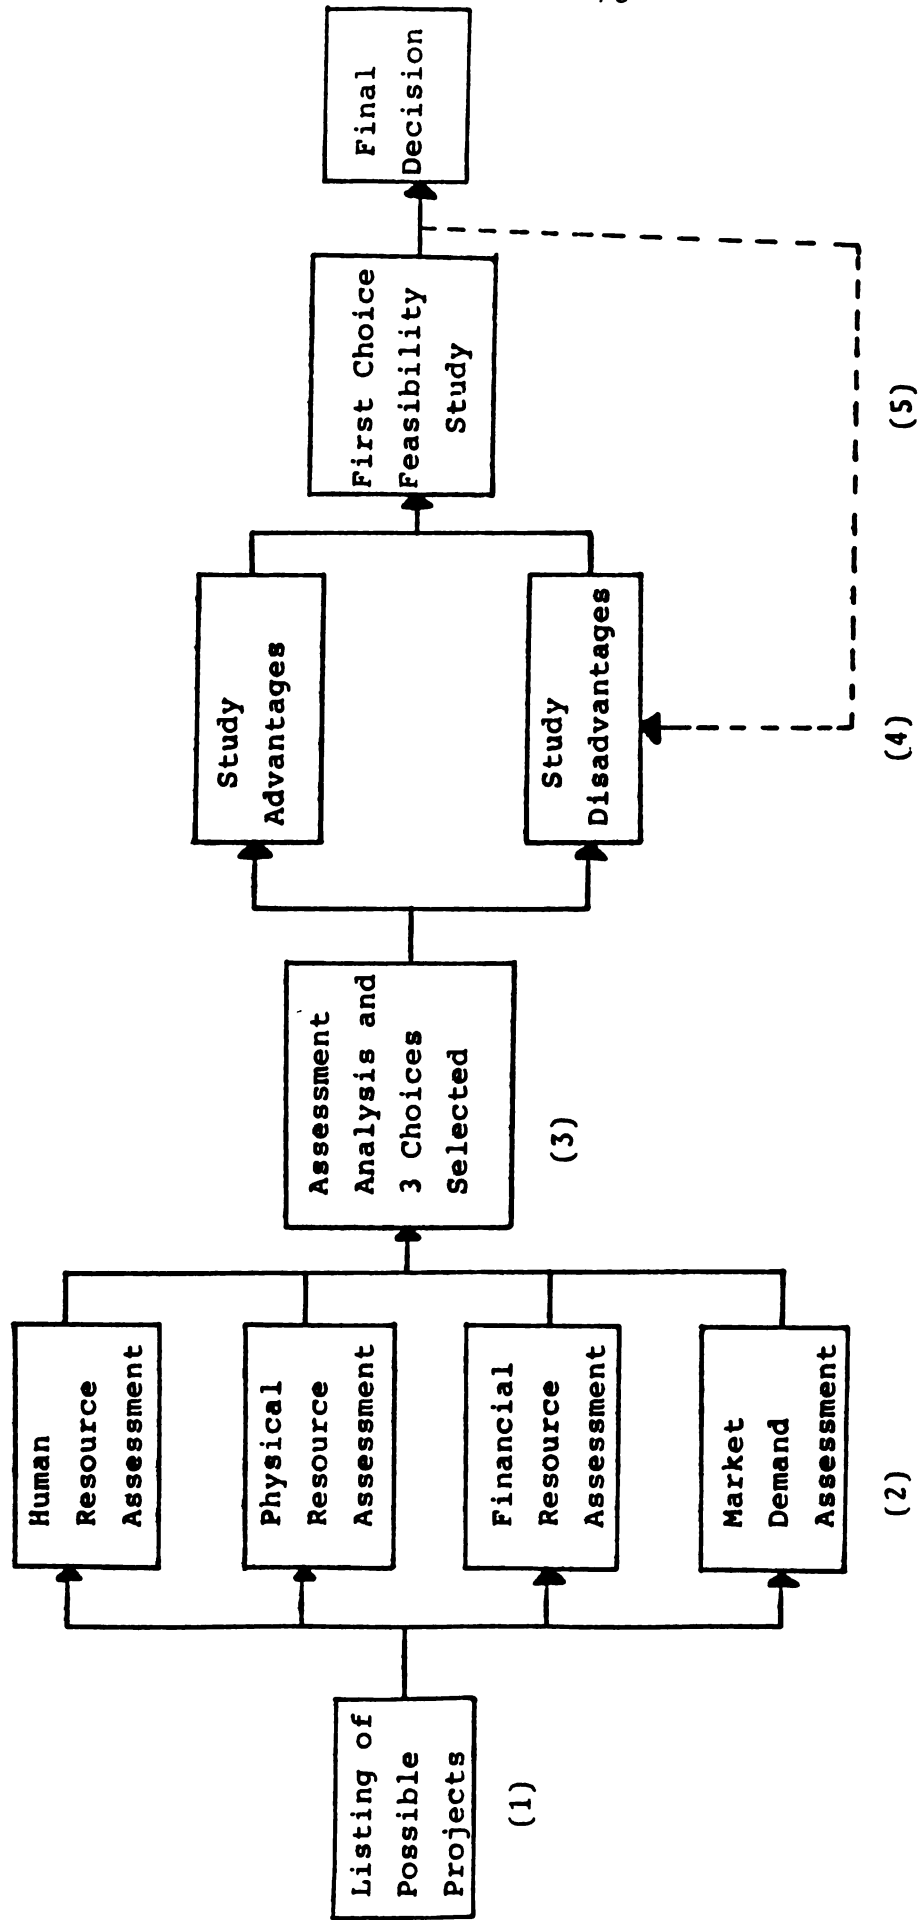 Listing of
Possible
Projects
(1)
Human
Resource
Assessment
Physical
Resource
Assessment
Financial
Resource
Assessment
Market
Demand
Assessment
(2)
Assessment
Analysis and
3 Choices
Selected
(3)
Study
Advantages
Study
Disadvantages
(4)
First Choice
Feasibility
Study
(5)
Final
Decision